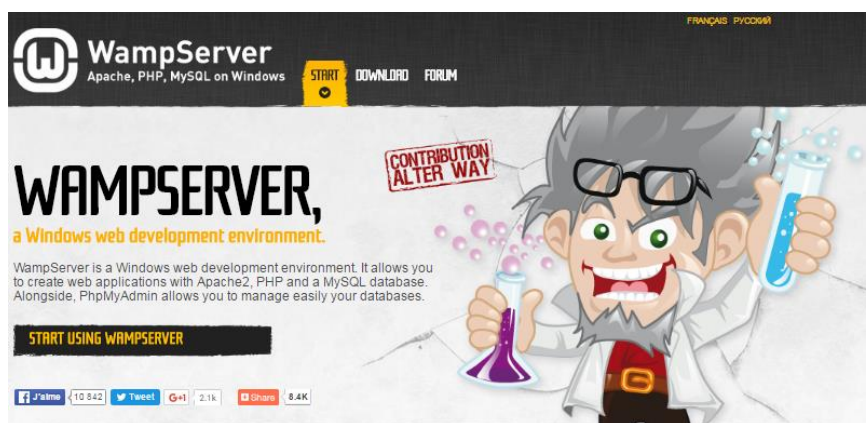 FRANÇAIS РУССКИЙ
WampServer
Apache, PHP, MySQL on Windows
START DOWNLOAD FORUM
CONTRIBUTION
ALTER WAY
WAMPSERVER,
a Windows web development environment.
WampServer is a Windows web development environment. It allows you
to create web applications with Apache2, PHP and a MySQL database.
Alongside, PhpMyAdmin allows you to manage easily your databases.
START USING WAMPSERVER
J'aime 10 842 Tweet G+1 2.1k Share 8.4K